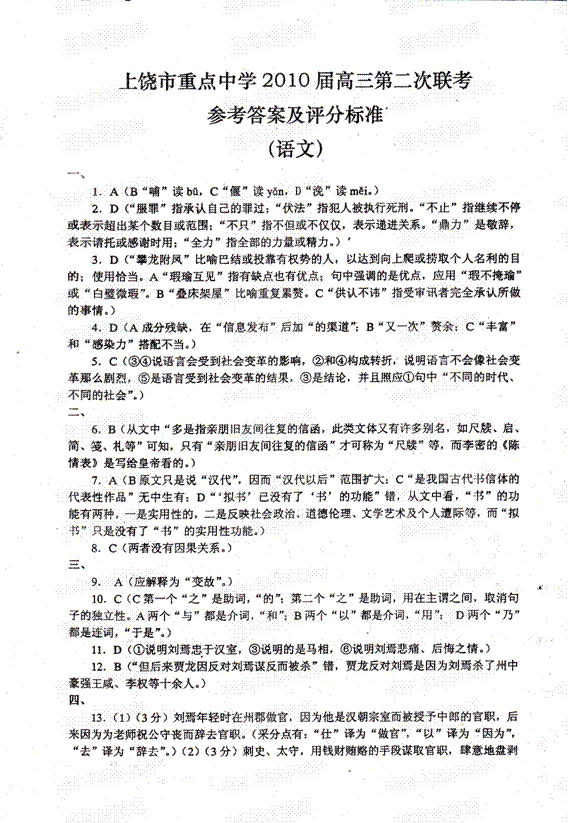 上饶市重点中学 2010 届高三第二次联考
参考答案及评分标准
(语文)
一、
1．A（B“哺”读 bǔ，C“偃”读 yǎn，D“浼”读 měi。）
2．D（“服罪”指承认自己的罪过；“伏法”指犯人被执行死刑。“不止”指继续不停
或表示超出某个数目或范围；“不只”指不但或不仅仅，表示递进关系。“鼎力”是敬辞，
表示请托或感谢时用；“全力”指全部的力量或精力。）
3．D（“攀龙附凤”比喻巴结或投靠有权势的人，以达到向上爬或捞取个人名利的目
的；使用恰当。A“瑕瑜互见”指有缺点也有优点；句中强调的是优点，应用“瑕不掩瑜”
或“白璧微瑕”。B“叠床架屋”比喻重复累赘。C“供认不讳”指受审讯者完全承认所做
的事情。）
4．D（A 成分残缺，在“信息发布”后加“的渠道”；B“又一次”赘余；C“丰富”
和“感染力”搭配不当。）
5．C（③④说语言会受到社会变革的影响，②和④构成转折，说明语言不会像社会变
革那么剧烈，⑤是语言受到社会变革的结果，③是结论，并且照应①句中“不同的时代、
不同的社会”。）
二、
6．B（从文中“多是指亲朋旧友间往复的信函，此类文体又有许多别名，如尺牍、启、
简、笺、札等”可知，只有“亲朋旧友间往复的信函”才可称为“尺牍”等，而李密的《陈
情表》是写给皇帝看的。）
7．A（B 原文只是说“汉代”，因而“汉代以后”范围扩大；C“是我国古代书信体的
代表性作品”无中生有；D“‘拟书’已没有了‘书’的功能”错，从文中看，“书”的功
能有两种，一是实用性的，二是反映社会政治、道德伦理、文学艺术及个人遭际等，而“拟
书”只是没有了“书”的实用性功能。）
8．C（两者没有因果关系。）
三、
9． A（应解释为“变故”。）
10．C（C 第一个“之”是助词，“的”；第二个“之”是助词，用在主谓之间，取消句
子的独立性。A 两个“与”都是介词，“和”；B 两个“以”都是介词，“用”； D 两个“乃”
都是连词，“于是”。）
11．D（①说明刘焉忠于汉室，③说明的是马相，⑥说明刘焉悲痛、后悔之情。）
12．B（“但后来贾龙因反对刘焉谋反而被杀”错，贾龙反对刘焉是因为刘焉杀了州中
豪强王咸、李权等十余人。）
四、
13．（1）（3 分）刘焉年轻时在州郡做官，因为他是汉朝宗室而被授予中郎的官职，后
来因为为老师祝公守丧而辞去官职。（采分点有：“仕”译为“做官”，“以”译为“因为”，
“去”译为“辞去”。）（2）（3 分）刺史、太守，用钱财贿赂的手段谋取官职，肆意地盘剥